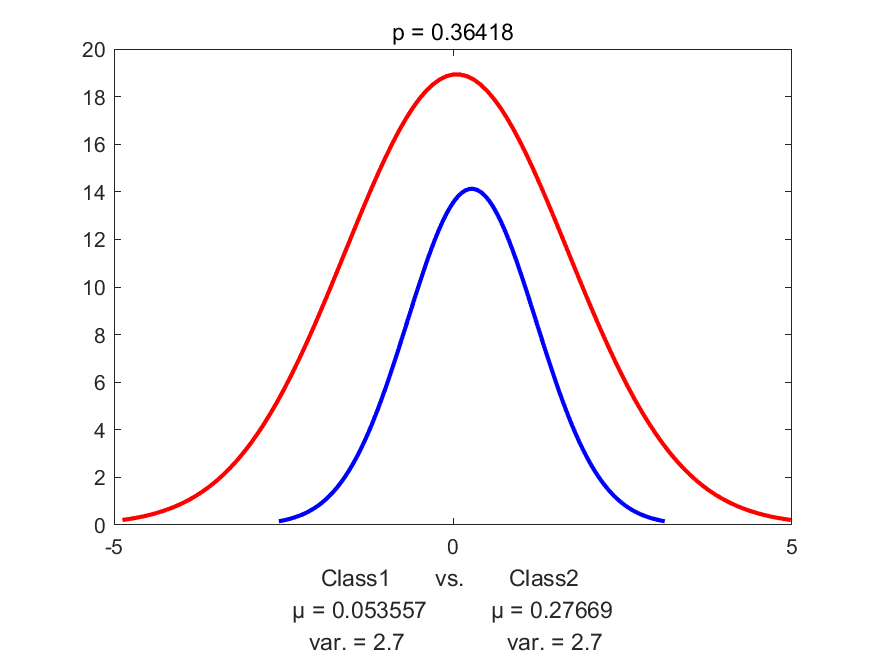 p = 0.36418
20
18
16
14
12
10
8
6
4
2
0
-5 0 5
Class1 vs. Class2
μ = 0.053557 μ = 0.27669
var. = 2.7 var. = 2.7